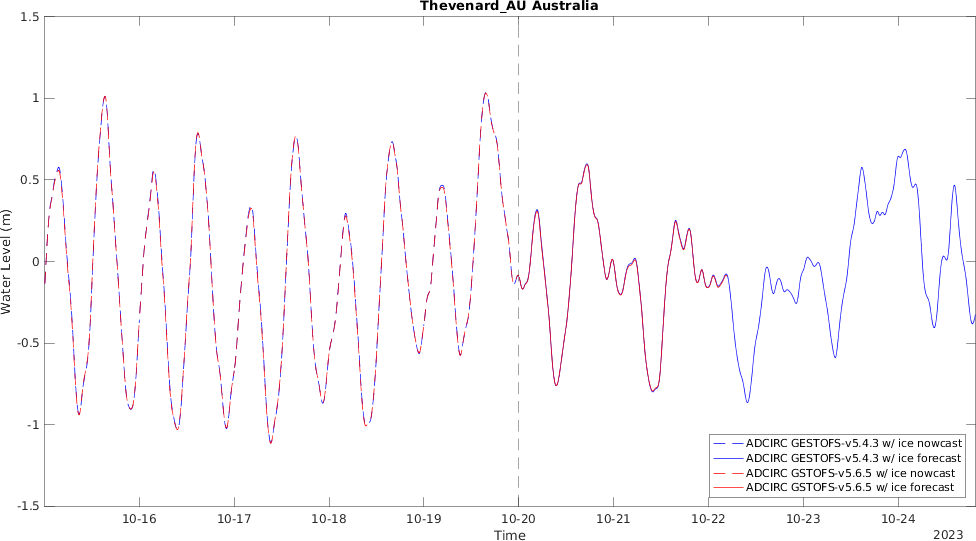 Thevenard_AU Australia
1.5
1
0.5
0
-0.5
-1
-1.5
Water Level (m)
10-16
10-17
10-18
10-19
10-20
10-21
10-22
10-23
10-24
Time
2023
ADCIRC GESTOFS-v5.4.3 w/ ice nowcast
ADCIRC GESTOFS-v5.4.3 w/ ice forecast
ADCIRC GSTOFS-v5.6.5 w/ ice nowcast
ADCIRC GSTOFS-v5.6.5 w/ ice forecast